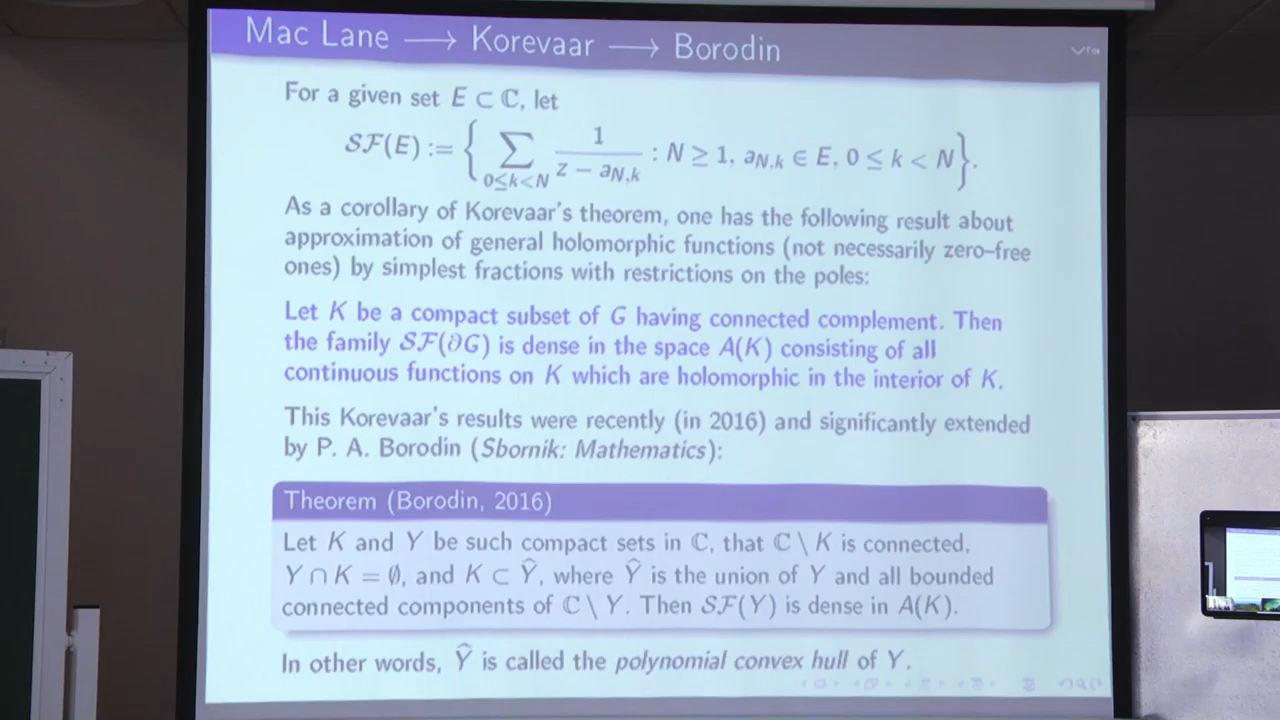 Mac Lane ⟶ Korevaar ⟶ Borodin
For a given set E ⊂ ℂ, let
𝒮ℱ(E) := { ∑_{0≤k<N} 1/(z − a_{N,k}) : N ≥ 1, a_{N,k} ∈ E, 0 ≤ k < N }.
As a corollary of Korevaar's theorem, one has the following result about
approximation of general holomorphic functions (not necessarily zero–free
ones) by simplest fractions with restrictions on the poles:
Let K be a compact subset of G having connected complement. Then
the family 𝒮ℱ(∂G) is dense in the space A(K) consisting of all
continuous functions on K which are holomorphic in the interior of K.
This Korevaar's results were recently (in 2016) and significantly extended
by P. A. Borodin (Sbornik: Mathematics):
Theorem (Borodin, 2016)
Let K and Y be such compact sets in ℂ, that ℂ \ K is connected,
Y ∩ K = ∅, and K ⊂ Ŷ, where Ŷ is the union of Y and all bounded
connected components of ℂ \ Y. Then 𝒮ℱ(Y) is dense in A(K).
In other words, Ŷ is called the polynomial convex hull of Y.